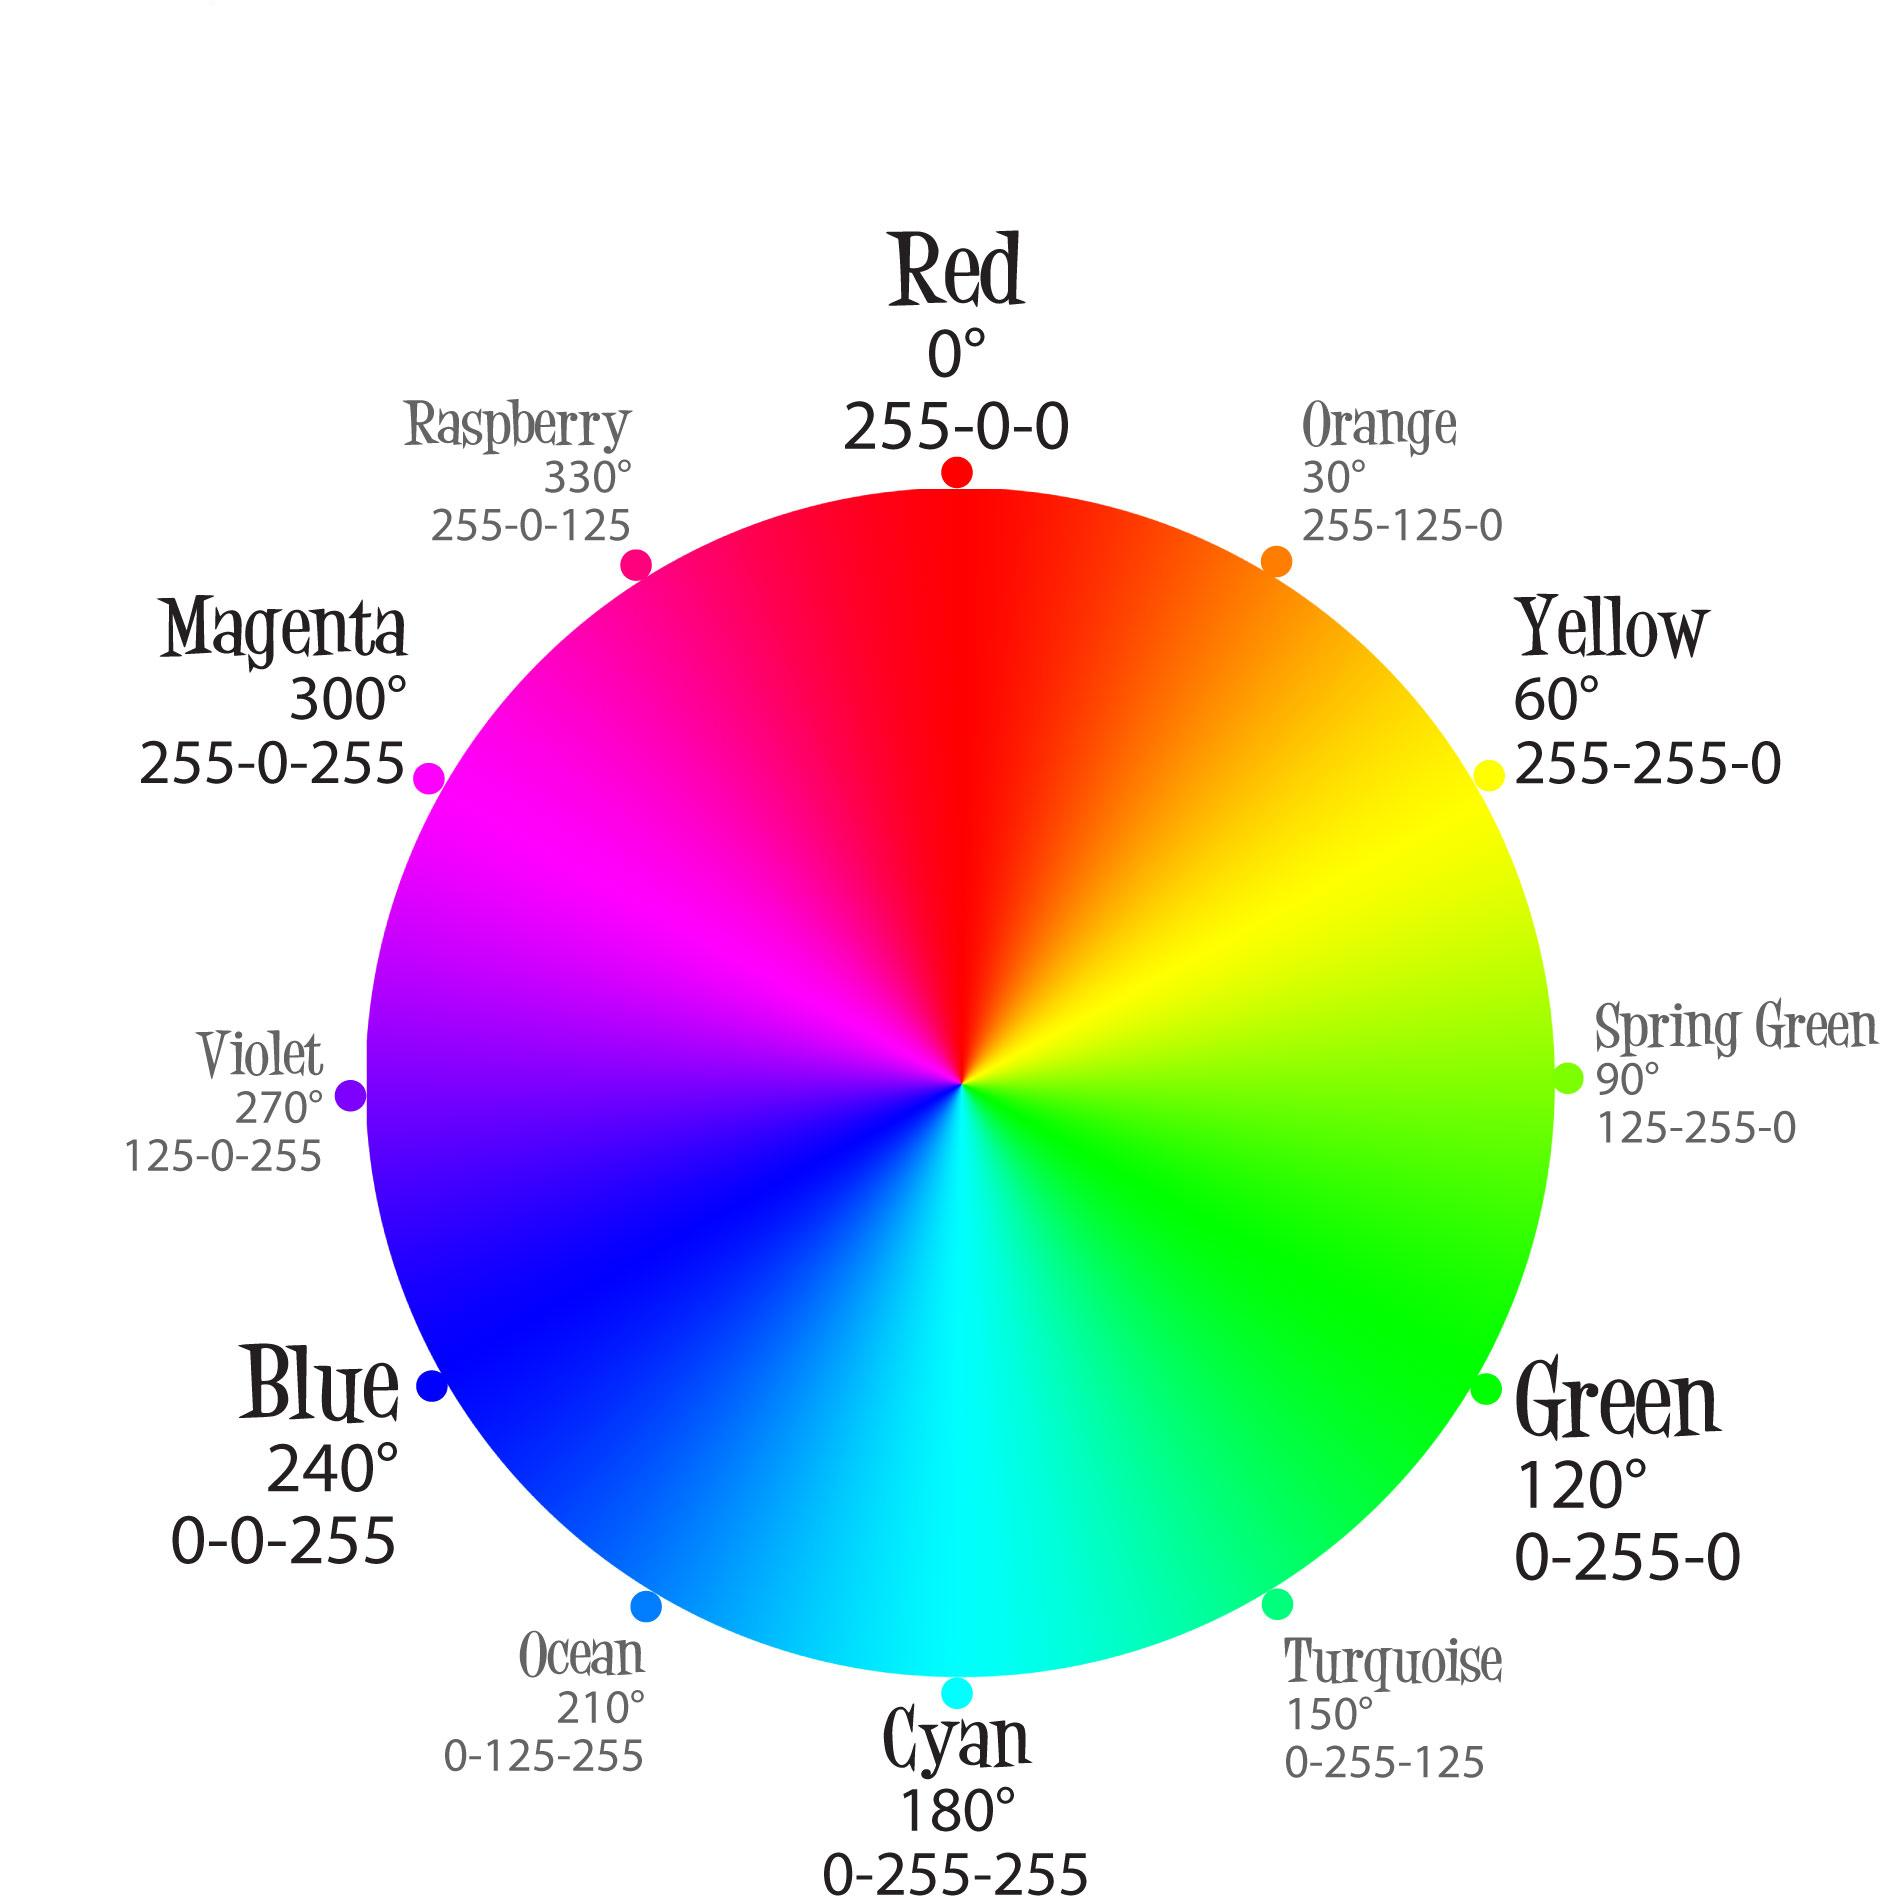 Red
0°
255-0-0
Raspberry
330°
255-0-125
Orange
30°
255-125-0
Magenta
300°
255-0-255
Yellow
60°
255-255-0
Violet
270°
125-0-255
Spring Green
90°
125-255-0
Blue
240°
0-0-255
Green
120°
0-255-0
Ocean
210°
0-125-255
Turquoise
150°
0-255-125
Cyan
180°
0-255-255